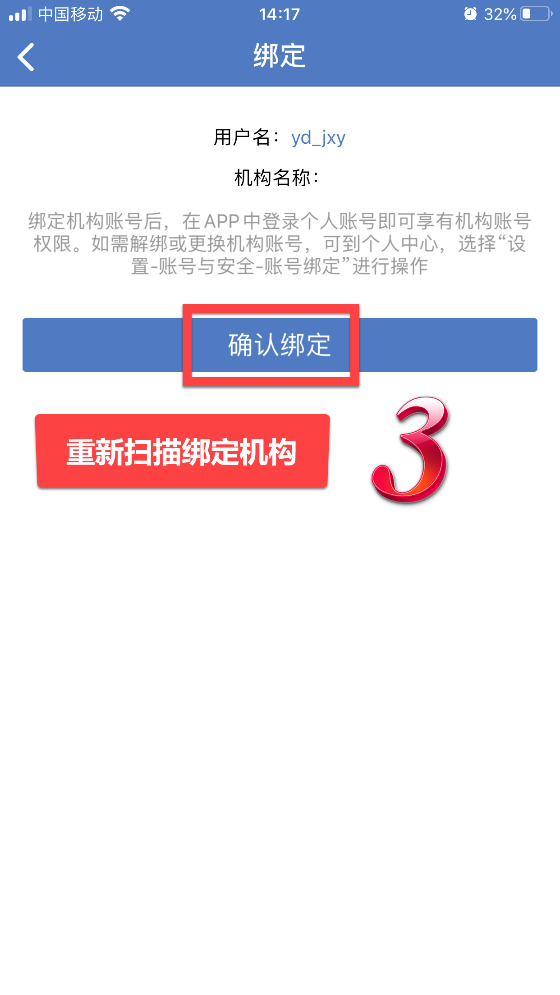 中国移动 14:17 32%
绑定
用户名：yd_jxy
机构名称：
绑定机构账号后，在APP中登录个人账号即可享有机构账号
权限。如需解绑或更换机构账号，可到个人中心，选择“设
置-账号与安全-账号绑定”进行操作
确认绑定
重新扫描绑定机构
3